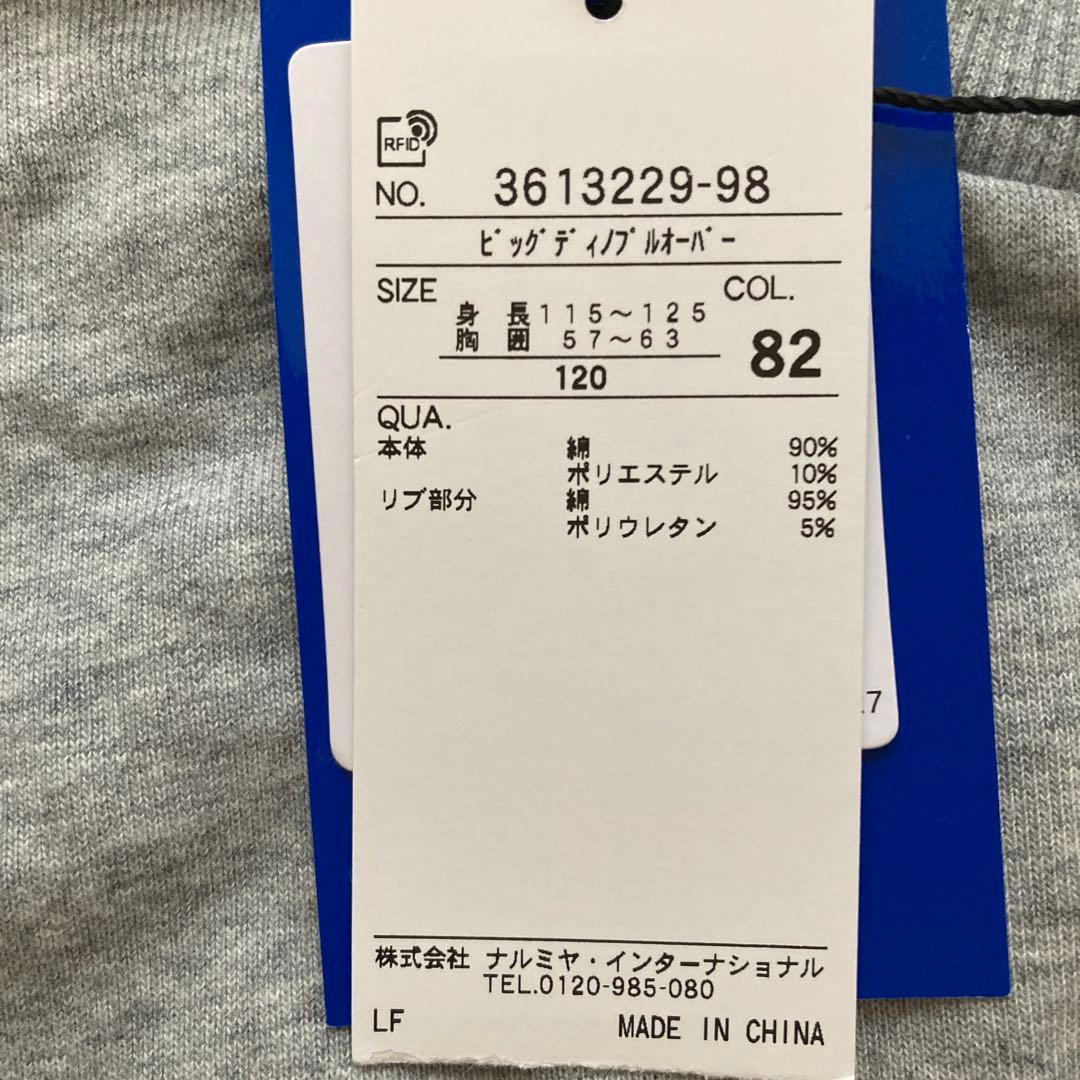 RFID
NO. 3613229-98
ﾋﾞｯｸﾞﾃﾞｨﾉﾌﾟﾙｵｰﾊﾞｰ
SIZE COL.
身 長 115～125
胸 囲 57～63
82
120
QUA.
本体 綿 90%
ポリエステル 10%
リブ部分 綿 95%
ポリウレタン 5%
.7
株式会社 ナルミヤ・インターナショナル
TEL.0120-985-080
LF MADE IN CHINA